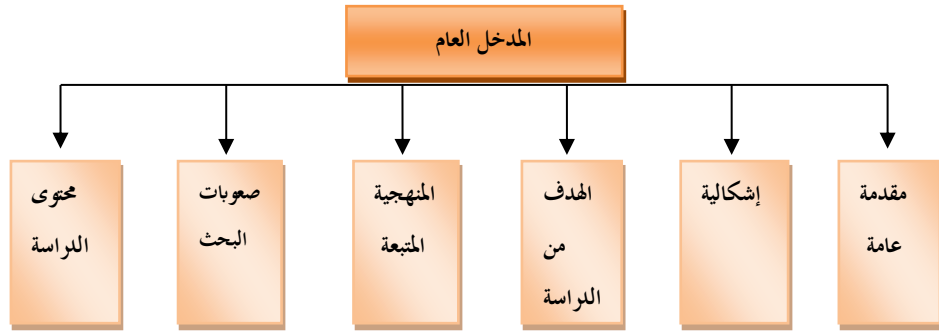 المدخل العام
مقدمة
عامة
إشكالية
الهدف
من
الدراسة
المنهجية
المتبعة
صعوبات
البحث
محتوى
الدراسة